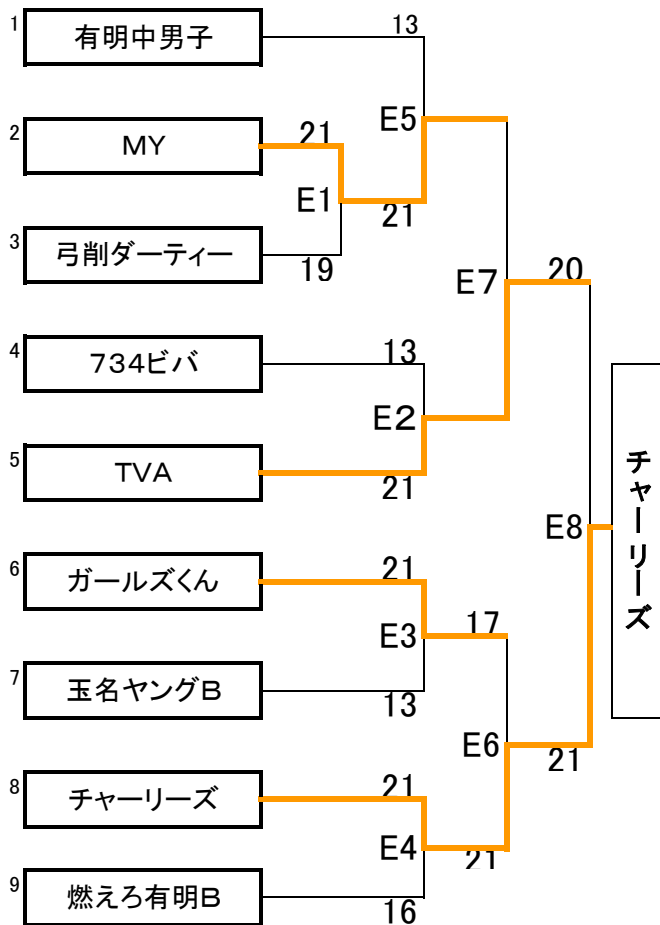 1
有明中男子
13
E5
2
MY
21
E1
21
3
弓削ダーティー
19
E7
20
4
734ビバ
13
E2
5
TVA
21
チャーリーズ
E8
6
ガールズくん
21
17
E3
7
玉名ヤングB
13
E6
21
8
チャーリーズ
21
E4
21
9
燃えろ有明B
16